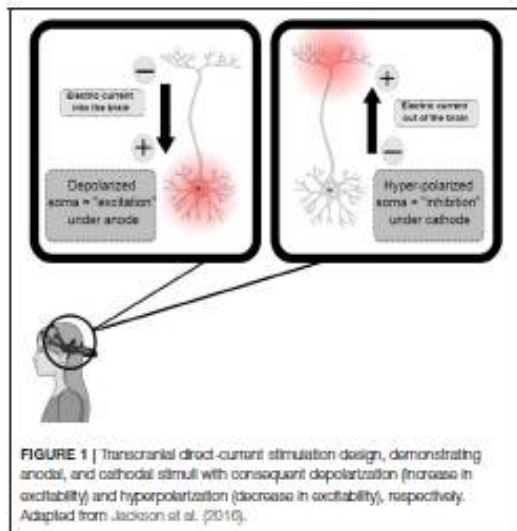 −
Electric current
into the brain
+
Depolarized
soma = "excitation"
under anode
+
Electric current
out of the brain
−
Hyper-polarized
soma = "inhibition"
under cathode
FIGURE 1 | Transcranial direct-current stimulation design, demonstrating
anodal, and cathodal stimuli with consequent depolarization (increase in
excitability) and hyperpolarization (decrease in excitability), respectively.
Adapted from Jackson et al. (2016).